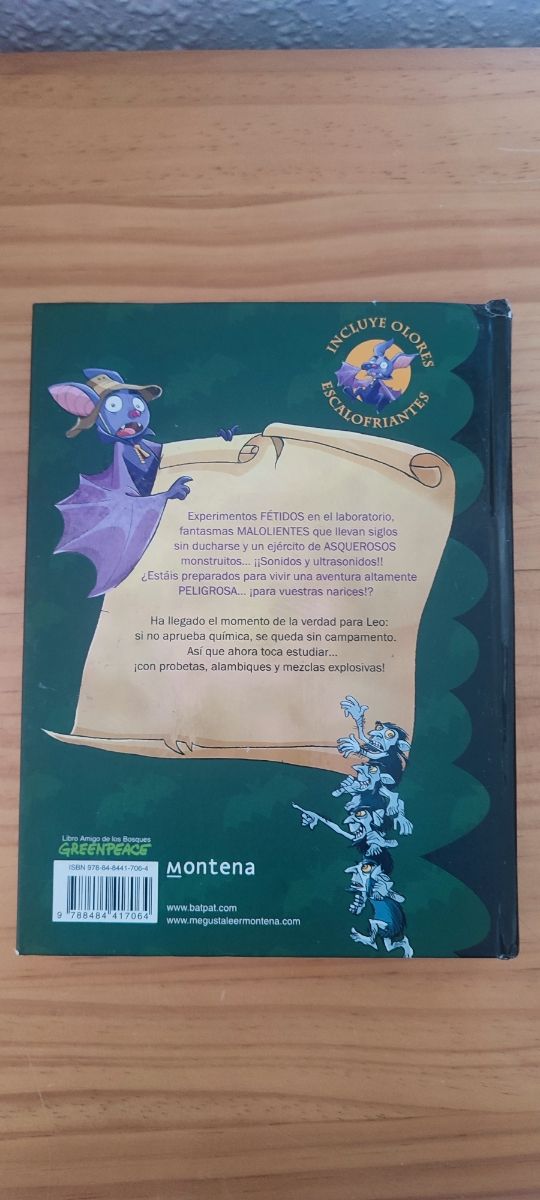 INCLUYE OLORES
ESCALOFRIANTES
Experimentos FÉTIDOS en el laboratorio,
fantasmas MALOLIENTES que llevan siglos
sin ducharse y un ejército de ASQUEROSOS
monstruitos... ¡¡Sonidos y ultrasonidos!!
¿Estáis preparados para vivir una aventura altamente
PELIGROSA... ¡para vuestras narices!?
Ha llegado el momento de la verdad para Leo:
si no aprueba química, se queda sin campamento.
Así que ahora toca estudiar...
¡con probetas, alambiques y mezclas explosivas!
Libro Amigo de los Bosques
GREENPEACE
ISBN 978-84-8441-706-4
9 788484 417064
Montena
www.batpat.com
www.megustaleermontena.com